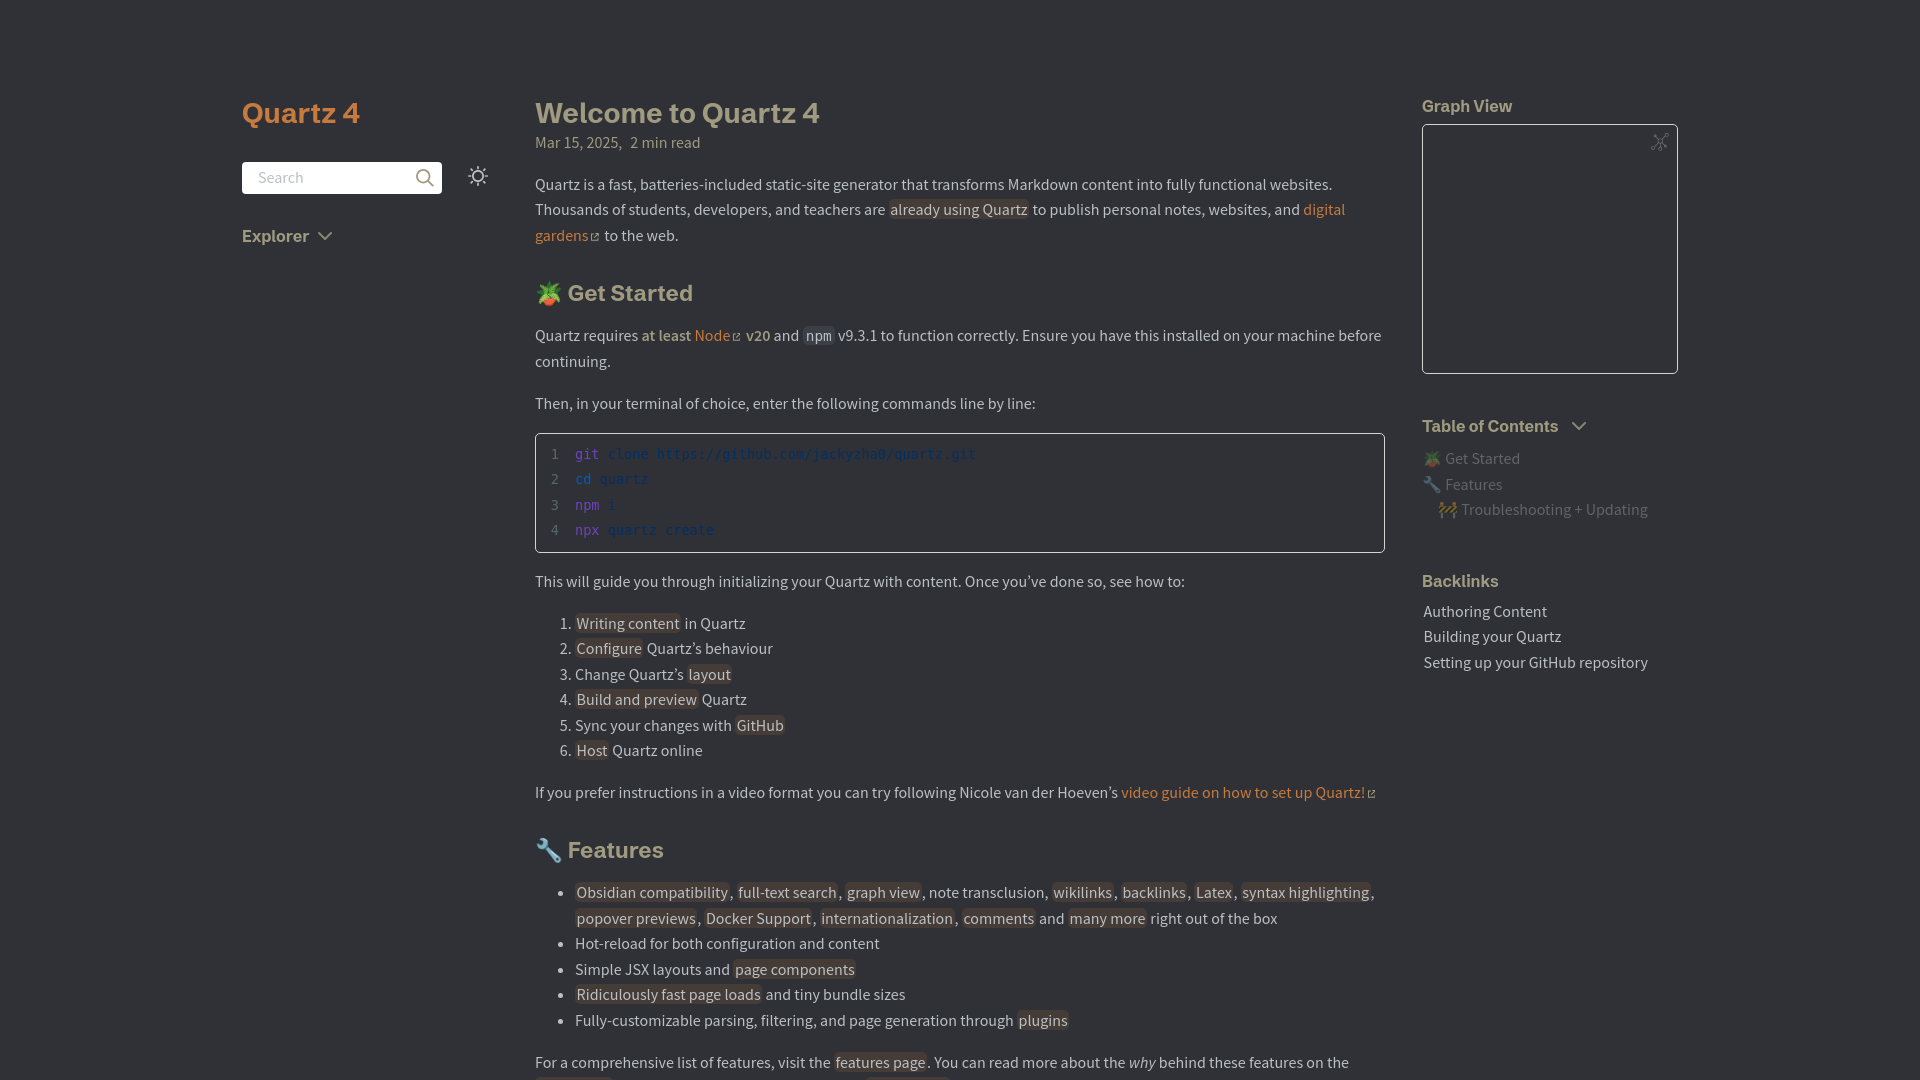 Quartz 4
Search
Explorer
Welcome to Quartz 4
Mar 15, 2025, 2 min read
Quartz is a fast, batteries-included static-site generator that transforms Markdown content into fully functional websites.
Thousands of students, developers, and teachers are already using Quartz to publish personal notes, websites, and digital
gardens to the web.
🪴 Get Started
Quartz requires at least Node v20 and npm v9.3.1 to function correctly. Ensure you have this installed on your machine before
continuing.
Then, in your terminal of choice, enter the following commands line by line:
1 git clone https://github.com/jackyzha0/quartz.git
2 cd quartz
3 npm i
4 npx quartz create
This will guide you through initializing your Quartz with content. Once you’ve done so, see how to:
1. Writing content in Quartz
2. Configure Quartz’s behaviour
3. Change Quartz’s layout
4. Build and preview Quartz
5. Sync your changes with GitHub
6. Host Quartz online
If you prefer instructions in a video format you can try following Nicole van der Hoeven’s video guide on how to set up Quartz!
🔧 Features
• Obsidian compatibility, full-text search, graph view, note transclusion, wikilinks, backlinks, Latex, syntax highlighting,
popover previews, Docker Support, internationalization, comments and many more right out of the box
• Hot-reload for both configuration and content
• Simple JSX layouts and page components
• Ridiculously fast page loads and tiny bundle sizes
• Fully-customizable parsing, filtering, and page generation through plugins
For a comprehensive list of features, visit the features page. You can read more about the why behind these features on the
Graph View
Table of Contents
🪴 Get Started
🔧 Features
🚧 Troubleshooting + Updating
Backlinks
Authoring Content
Building your Quartz
Setting up your GitHub repository